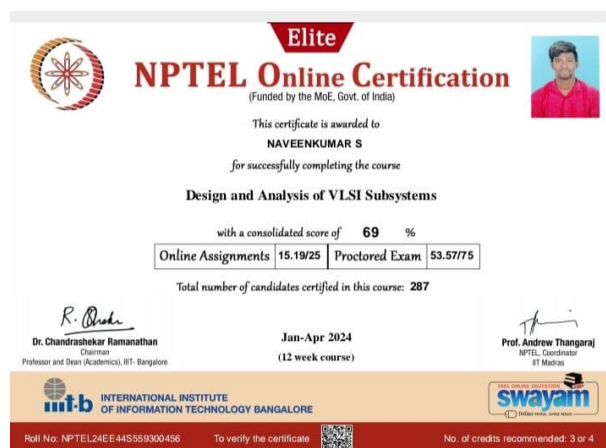 Elite
NPTEL Online Certification
(Funded by the MoE, Govt. of India)
This certificate is awarded to
NAVEENKUMAR S
for successfully completing the course
Design and Analysis of VLSI Subsystems
with a consolidated score of 69 %
Online Assignments 15.19/25 Proctored Exam 53.57/75
Total number of candidates certified in this course: 287
Dr. Chandrashekar Ramanathan
Chairman
Professor and Dean (Academics), IIIT- Bangalore
Jan-Apr 2024
(12 week course)
Prof. Andrew Thangaraj
NPTEL, Coordinator
IIT Madras
iiit-b
INTERNATIONAL INSTITUTE
OF INFORMATION TECHNOLOGY BANGALORE
FREE ONLINE EDUCATION
swayam
Roll No: NPTEL24EE44S559300456
To verify the certificate
No. of credits recommended: 3 or 4